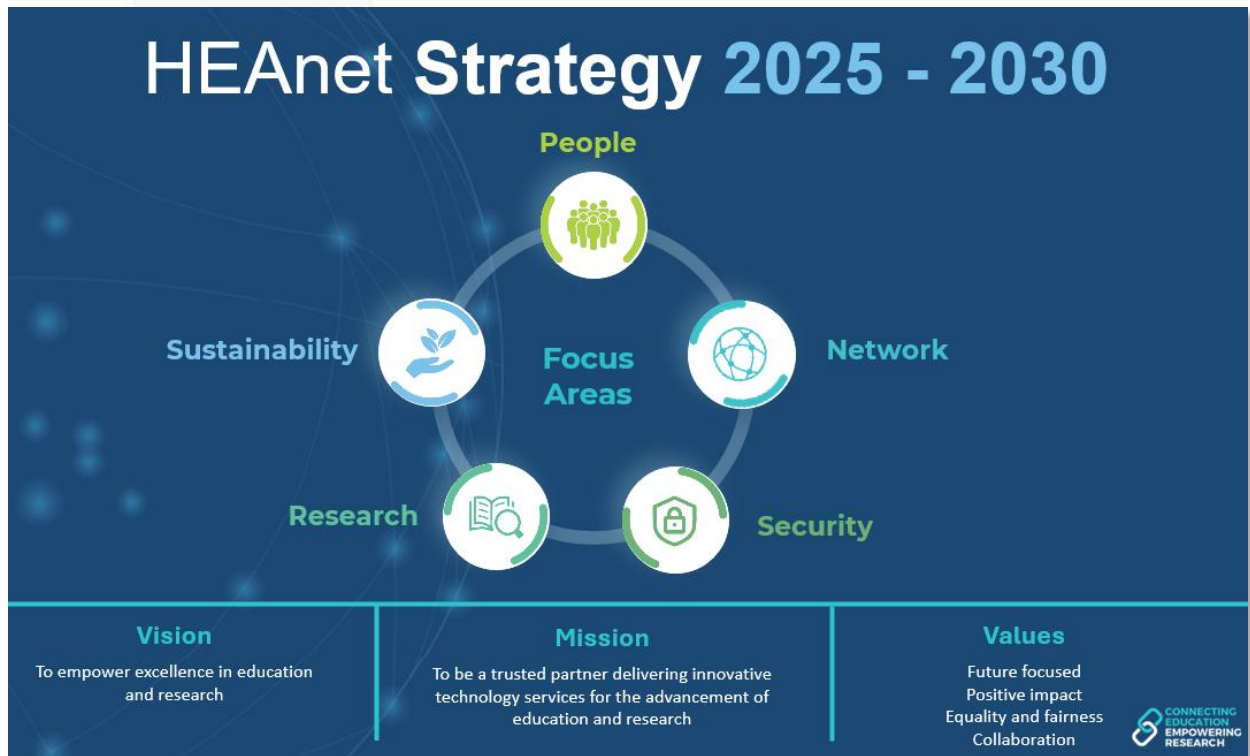 HEAnet Strategy 2025 - 2030
People
Sustainability
Focus
Areas
Network
Research
Security
Vision
To empower excellence in education
and research
Mission
To be a trusted partner delivering innovative
technology services for the advancement of
education and research
Values
Future focused
Positive impact
Equality and fairness
Collaboration
CONNECTING
EDUCATION
EMPOWERING
RESEARCH